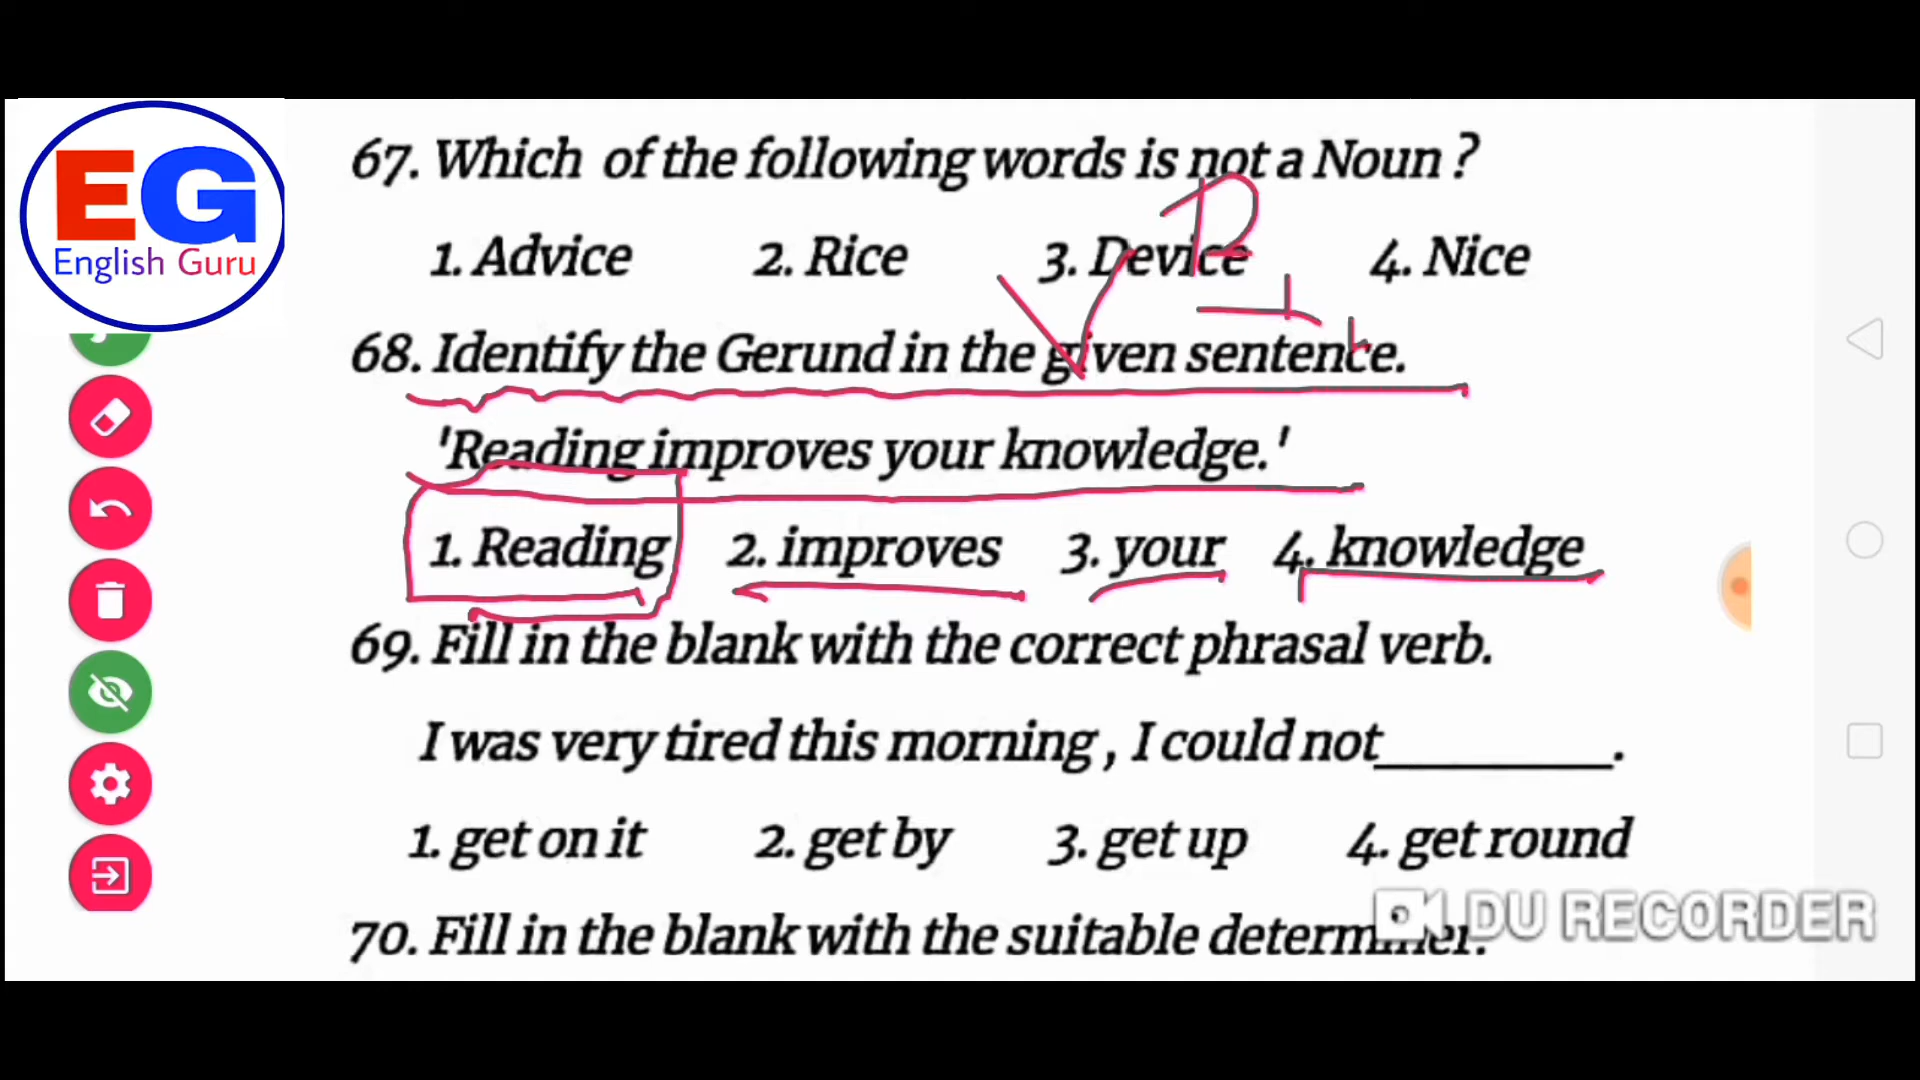 EG
English Guru
67. Which of the following words is not a Noun ?
1. Advice 2. Rice 3. Device 4. Nice
68. Identify the Gerund in the given sentence.
'Reading improves your knowledge.'
1. Reading 2. improves 3. your 4. knowledge
69. Fill in the blank with the correct phrasal verb.
I was very tired this morning , I could not________.
1. get on it 2. get by 3. get up 4. get round
DU RECORDER
70. Fill in the blank with the suitable determiner.